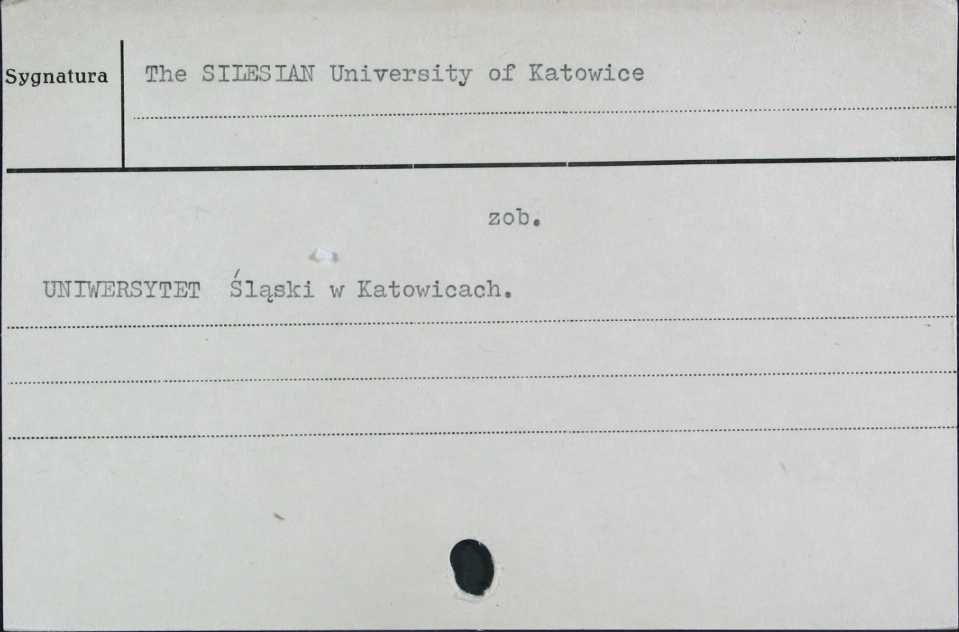 Sygnatura
The SILESIAN University of Katowice
zob.
UNIWERSYTET Śląski w Katowicach.